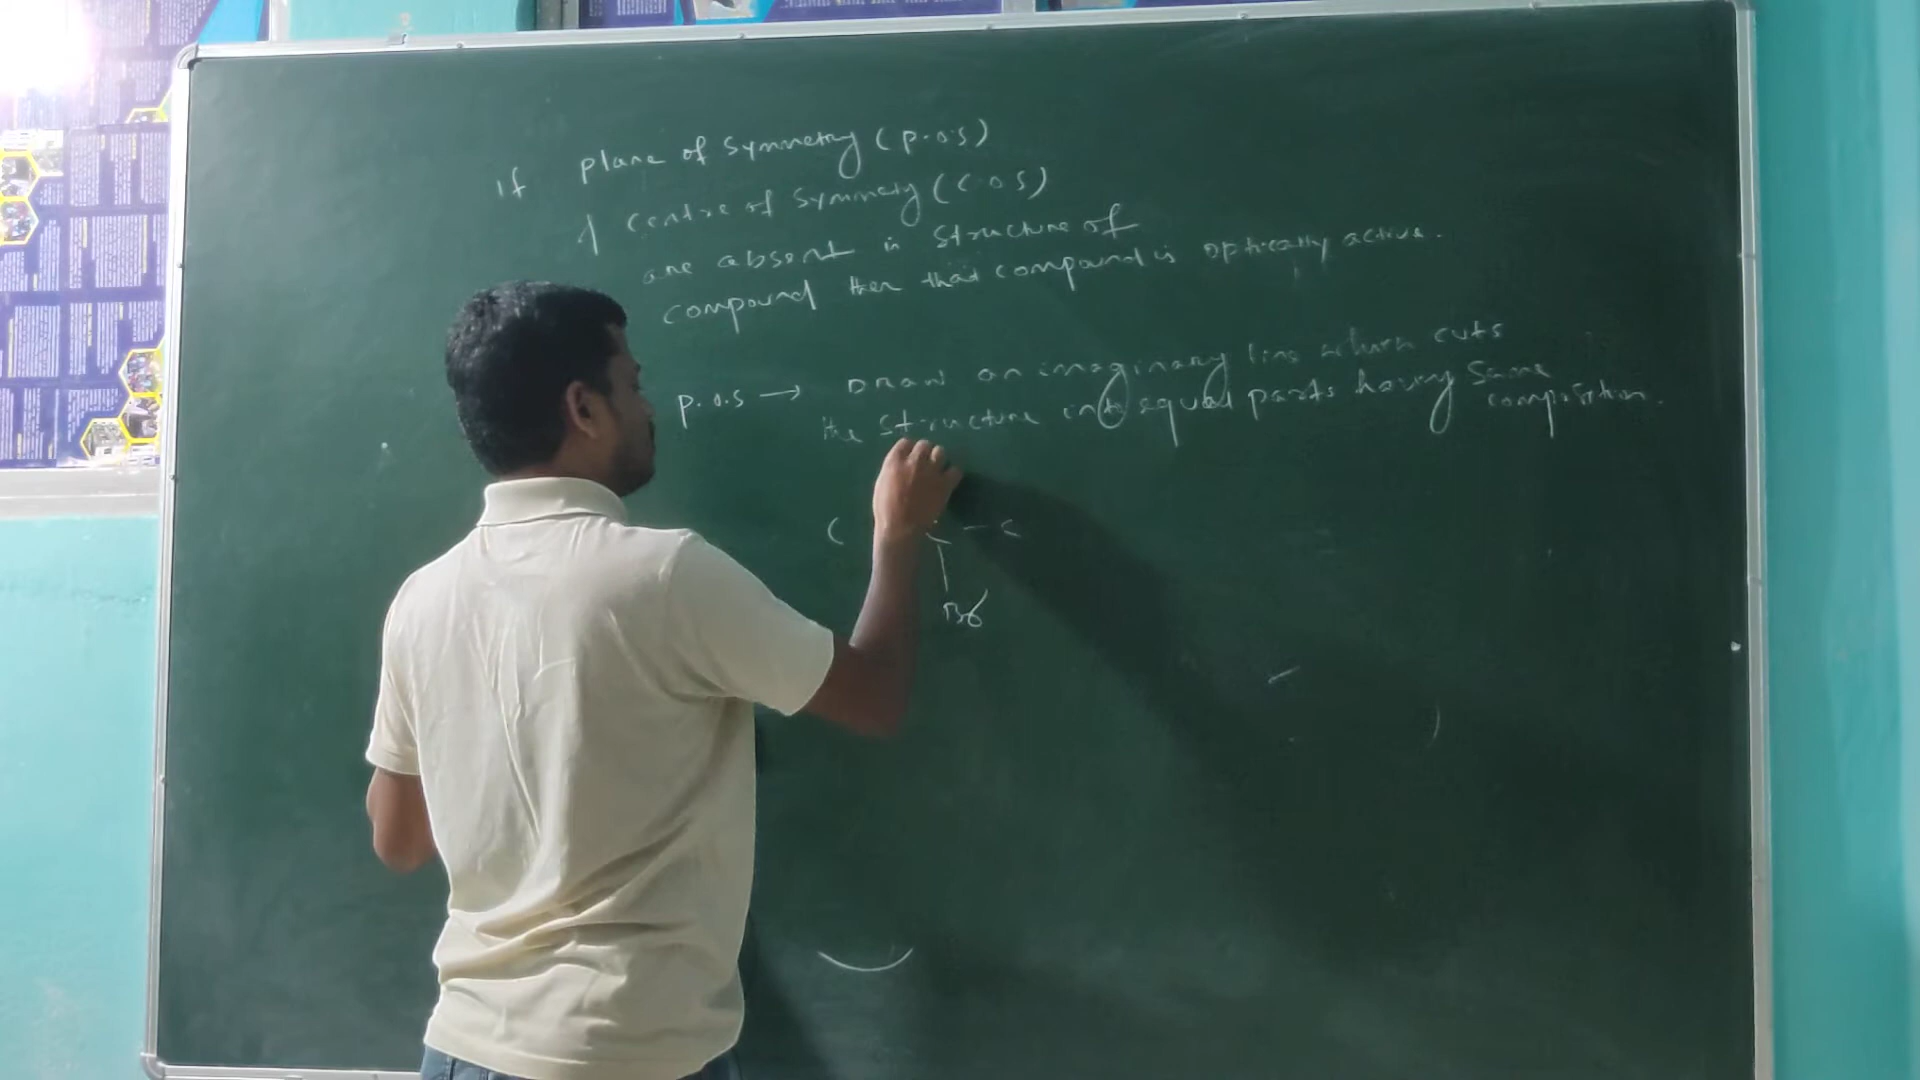 If plane of Symmetry (P.O.S)
& Centre of Symmety (C O S)
are absent in Structure of
compound then that compound is optically active.
P.O.S → DRAW an imaginary line which cuts
the structure into equal parts having same
composition.
C C - C
Br